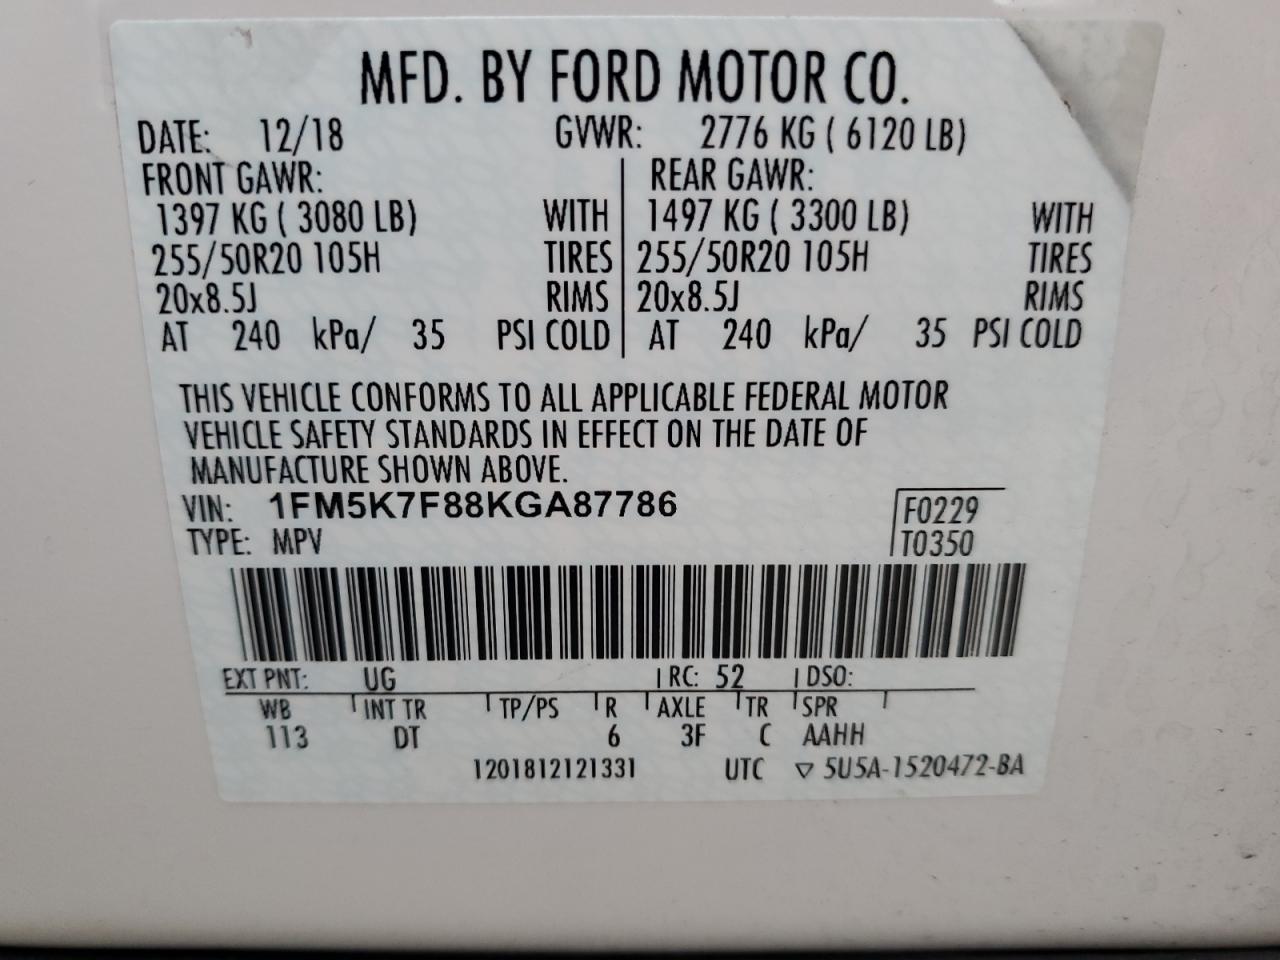 MFD. BY FORD MOTOR CO.
DATE: 12/18 GVWR: 2776 KG ( 6120 LB)
FRONT GAWR: REAR GAWR:
1397 KG ( 3080 LB) WITH 1497 KG ( 3300 LB) WITH
255/50R20 105H TIRES 255/50R20 105H TIRES
20x8.5J RIMS 20x8.5J RIMS
AT 240 kPa/ 35 PSI COLD AT 240 kPa/ 35 PSI COLD
THIS VEHICLE CONFORMS TO ALL APPLICABLE FEDERAL MOTOR
VEHICLE SAFETY STANDARDS IN EFFECT ON THE DATE OF
MANUFACTURE SHOWN ABOVE.
VIN: 1FM5K7F88KGA87786 F0229
TYPE: MPV T0350
EXT PNT: UG RC: 52 DSO:
WB INT TR TP/PS R AXLE TR SPR
113 DT 6 3F C AAHH
1201812121331 UTC ▽ 5U5A-1520472-BA